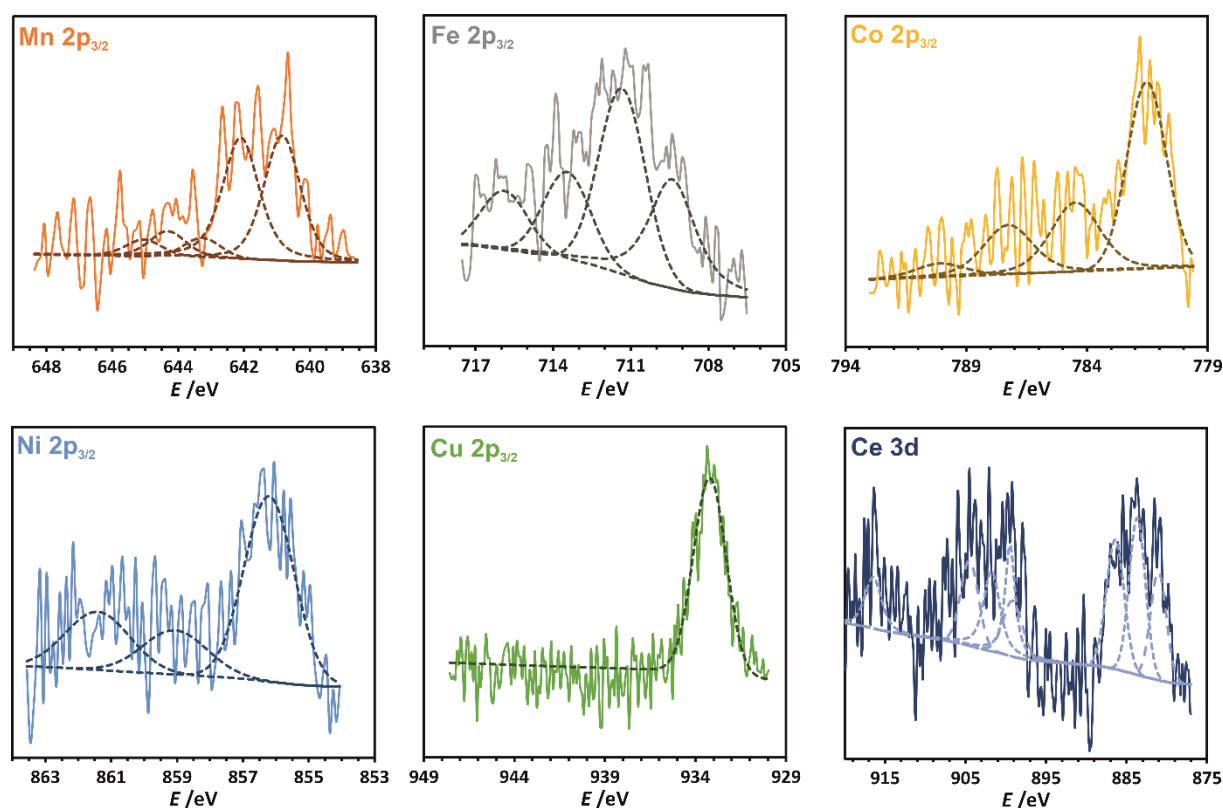 Mn 2p3/2
648 646 644 642 640 638
E /eV
Fe 2p3/2
717 714 711 708 705
E /eV
Co 2p3/2
794 789 784 779
E /eV
Ni 2p3/2
863 861 859 857 855 853
E /eV
Cu 2p3/2
949 944 939 934 929
E /eV
Ce 3d
915 905 895 885 875
E /eV